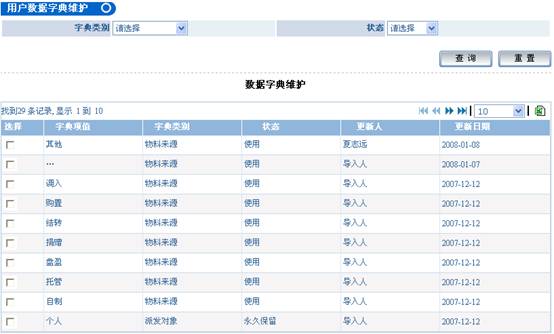 用户数据字典维护
字典类别 请选择 状态 请选择
查 询 重 置
数据字典维护
找到29 条记录,显示 1 到 10 10
选择 字典项值 字典类别 状态 更新人 更新日期
其他 物料来源 使用 夏志远 2008-01-08
… 物料来源 使用 导入人 2008-01-07
调入 物料来源 使用 导入人 2007-12-12
购置 物料来源 使用 导入人 2007-12-12
结转 物料来源 使用 导入人 2007-12-12
捐赠 物料来源 使用 导入人 2007-12-12
盘盈 物料来源 使用 导入人 2007-12-12
托管 物料来源 使用 导入人 2007-12-12
自制 物料来源 使用 导入人 2007-12-12
个人 派发对象 永久保留 导入人 2007-12-12